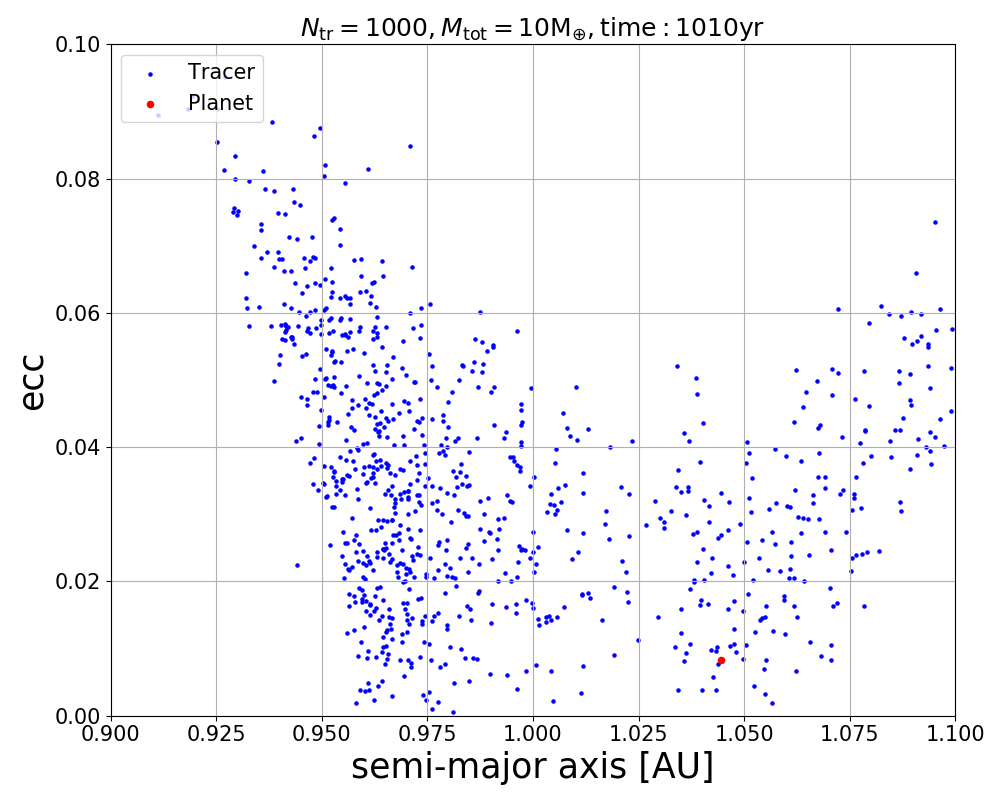 N_tr = 1000, M_tot = 10M_⊕, time : 1010yr
0.10
0.08
0.06
0.04
0.02
0.00
ecc
Tracer
Planet
0.900 0.925 0.950 0.975 1.000 1.025 1.050 1.075 1.100
semi-major axis [AU]